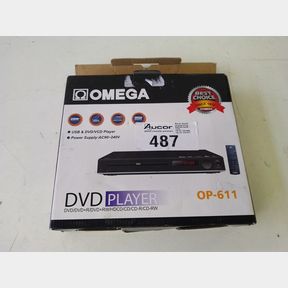 OMEGA
BEST CHOICE
USB & DVD/VCD Player
Power Supply:AC90-240V
AUCOR
487
DVD PLAYER
OP-611
DVD/DVD+R/DVD+RW/HDCD/CD/CD-R/CD-RW